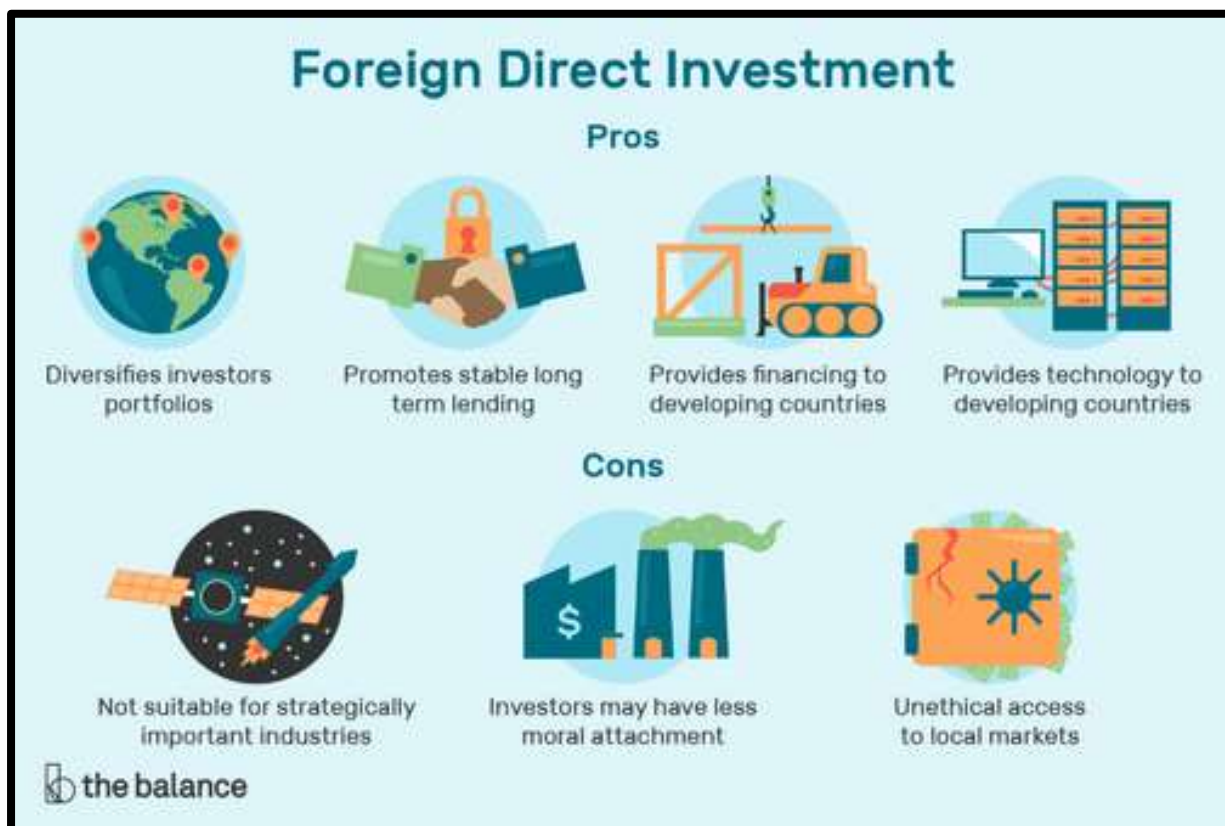 Foreign Direct Investment
Pros
Diversifies investors
portfolios
Promotes stable long
term lending
Provides financing to
developing countries
Provides technology to
developing countries
Cons
$
Not suitable for strategically
important industries
Investors may have less
moral attachment
Unethical access
to local markets
the balance